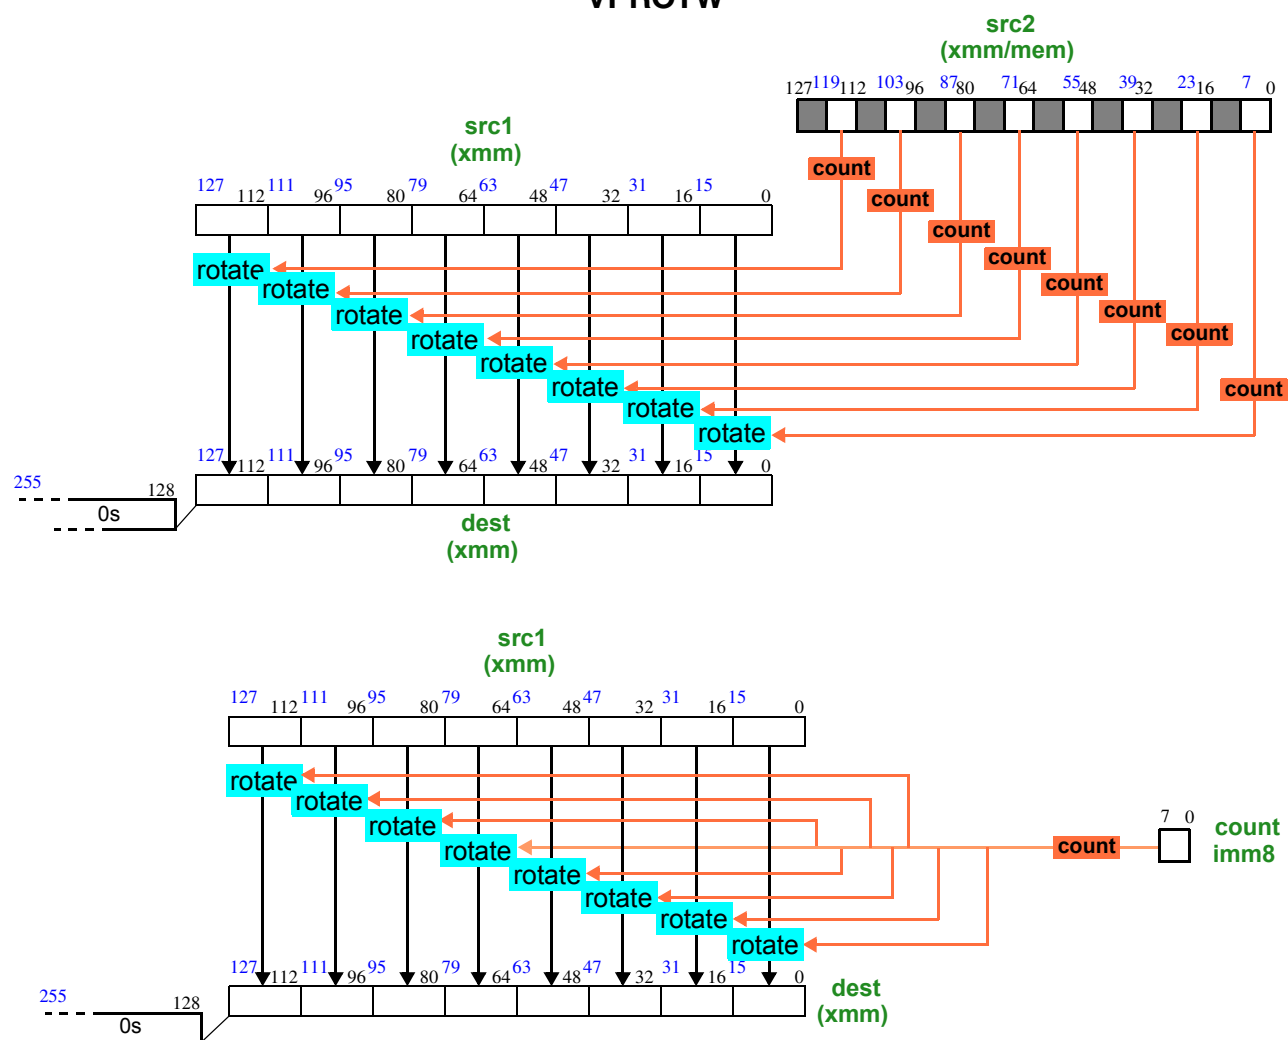 VPROTW
src2
(xmm/mem)
127 119 112 103 96 87 80 71 64 55 48 39 32 23 16 7 0
src1
(xmm)
count
127 112 111 96 95 80 79 64 63 48 47 32 31 16 15 0
count
count
count
rotate
count
rotate
count
rotate
count
rotate
rotate
rotate
count
rotate
rotate
127 112 111 96 95 80 79 64 63 48 47 32 31 16 15 0
255 128
0s
dest
(xmm)
src1
(xmm)
127 112 111 96 95 80 79 64 63 48 47 32 31 16 15 0
rotate
rotate
7 0
rotate
count
count
imm8
rotate
rotate
rotate
rotate
rotate
127 112 111 96 95 80 79 64 63 48 47 32 31 16 15 0
dest
(xmm)
255 128
0s